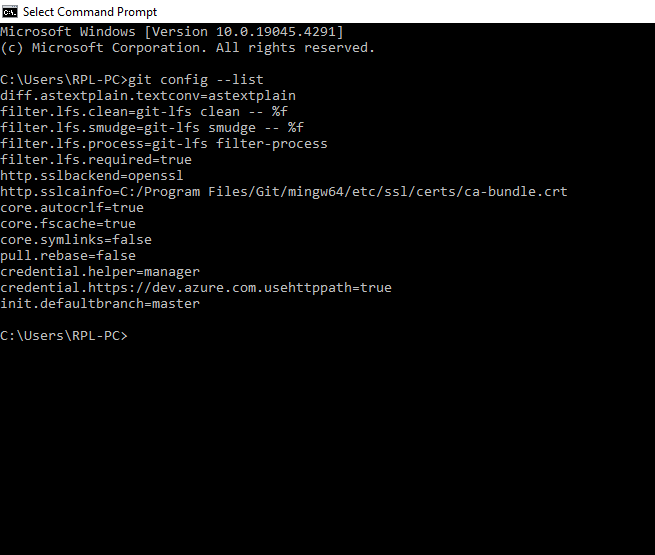 Select Command Prompt
Microsoft Windows [Version 10.0.19045.4291]
(c) Microsoft Corporation. All rights reserved.
C:\Users\RPL-PC>git config --list
diff.astextplain.textconv=astextplain
filter.lfs.clean=git-lfs clean -- %f
filter.lfs.smudge=git-lfs smudge -- %f
filter.lfs.process=git-lfs filter-process
filter.lfs.required=true
http.sslbackend=openssl
http.sslcainfo=C:/Program Files/Git/mingw64/etc/ssl/certs/ca-bundle.crt
core.autocrlf=true
core.fscache=true
core.symlinks=false
pull.rebase=false
credential.helper=manager
credential.https://dev.azure.com.usehttppath=true
init.defaultbranch=master
C:\Users\RPL-PC>